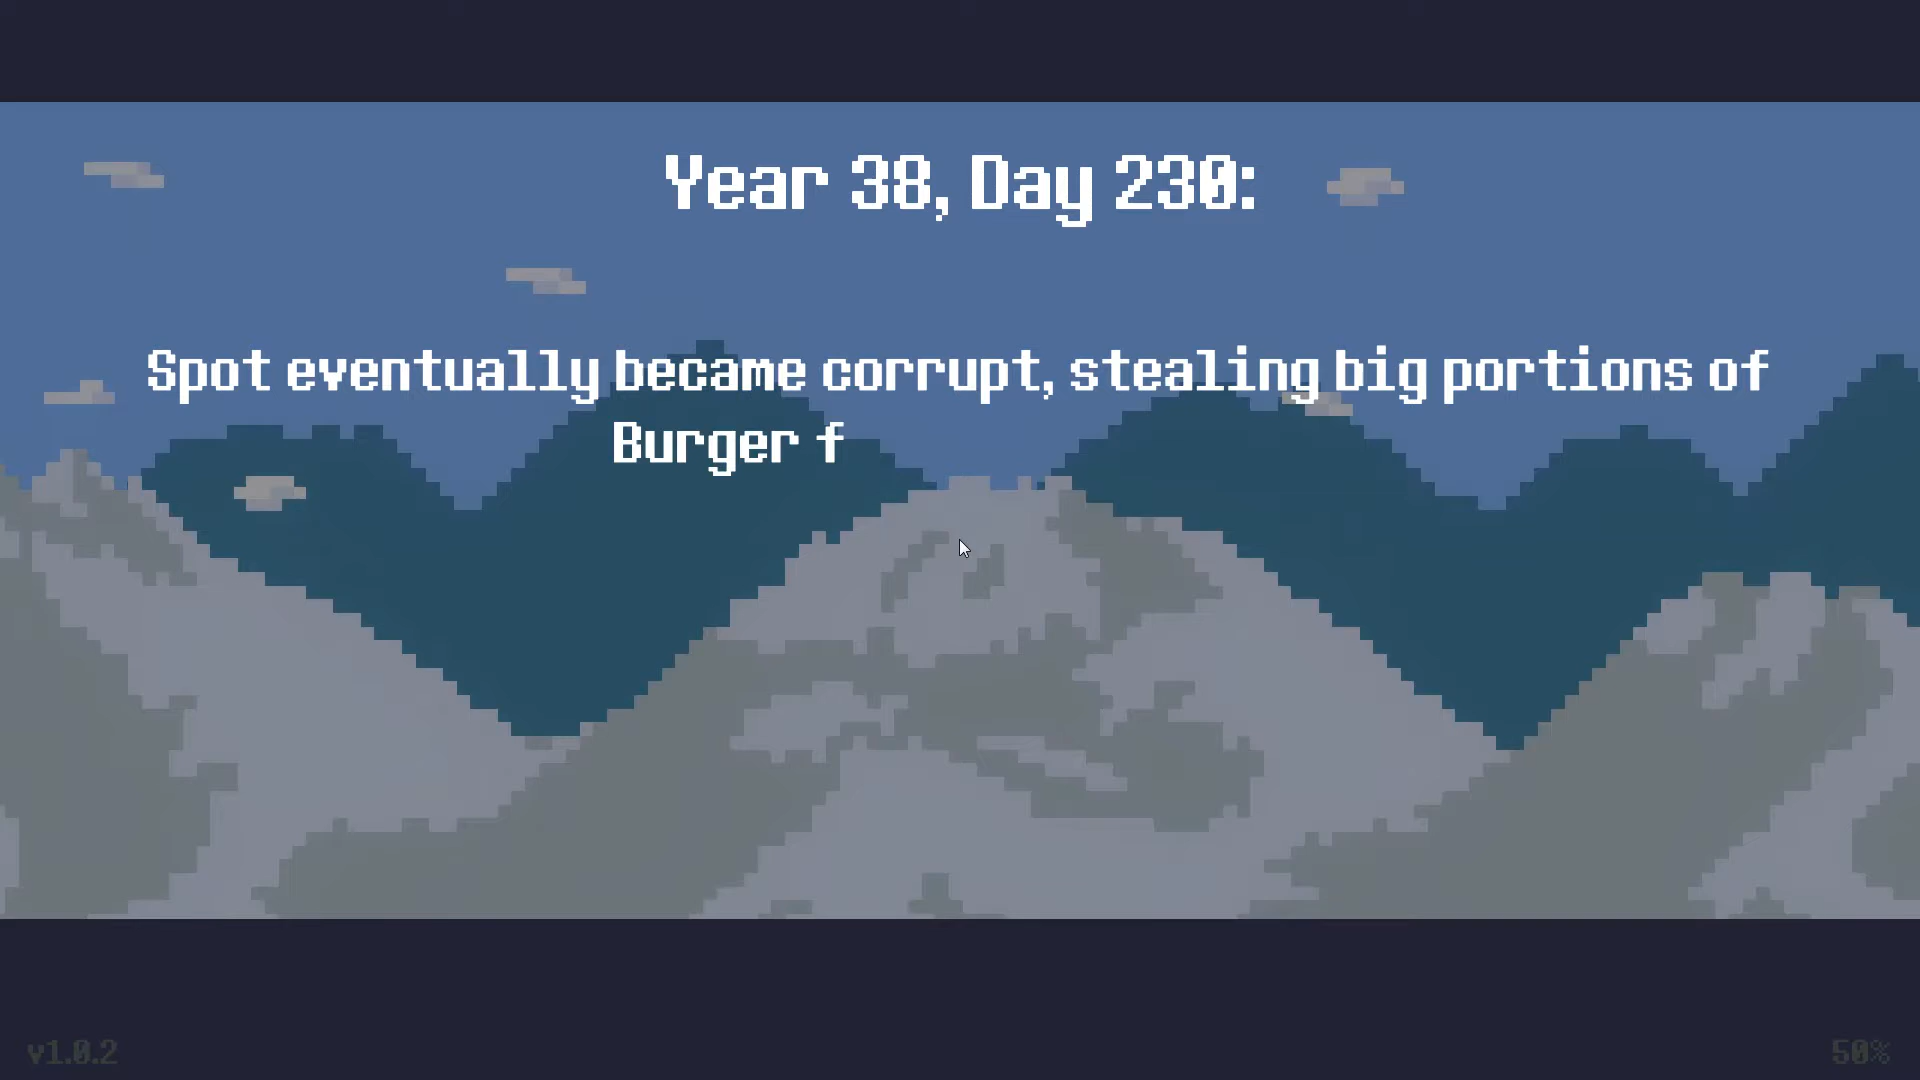 Year 38, Day 230:
Spot eventually became corrupt, stealing big portions of
Burger f
v1.0.2
50%